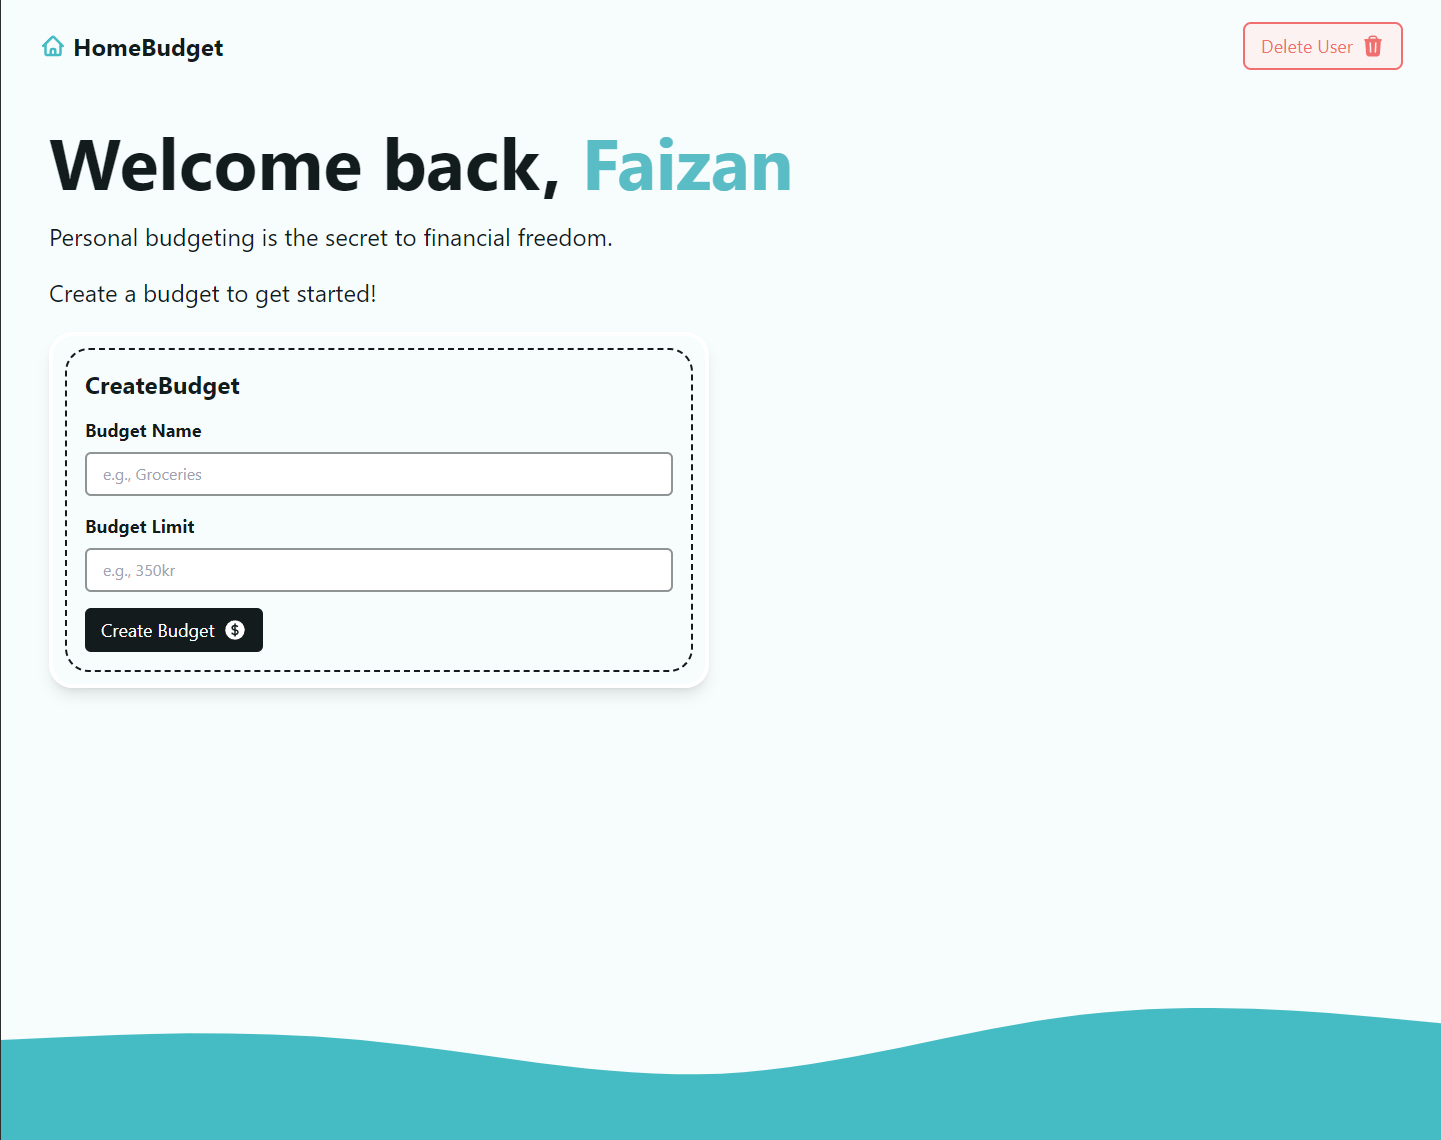 HomeBudget
Delete User
Welcome back, Faizan
Personal budgeting is the secret to financial freedom.
Create a budget to get started!
CreateBudget
Budget Name
e.g., Groceries
Budget Limit
e.g., 350kr
Create Budget $